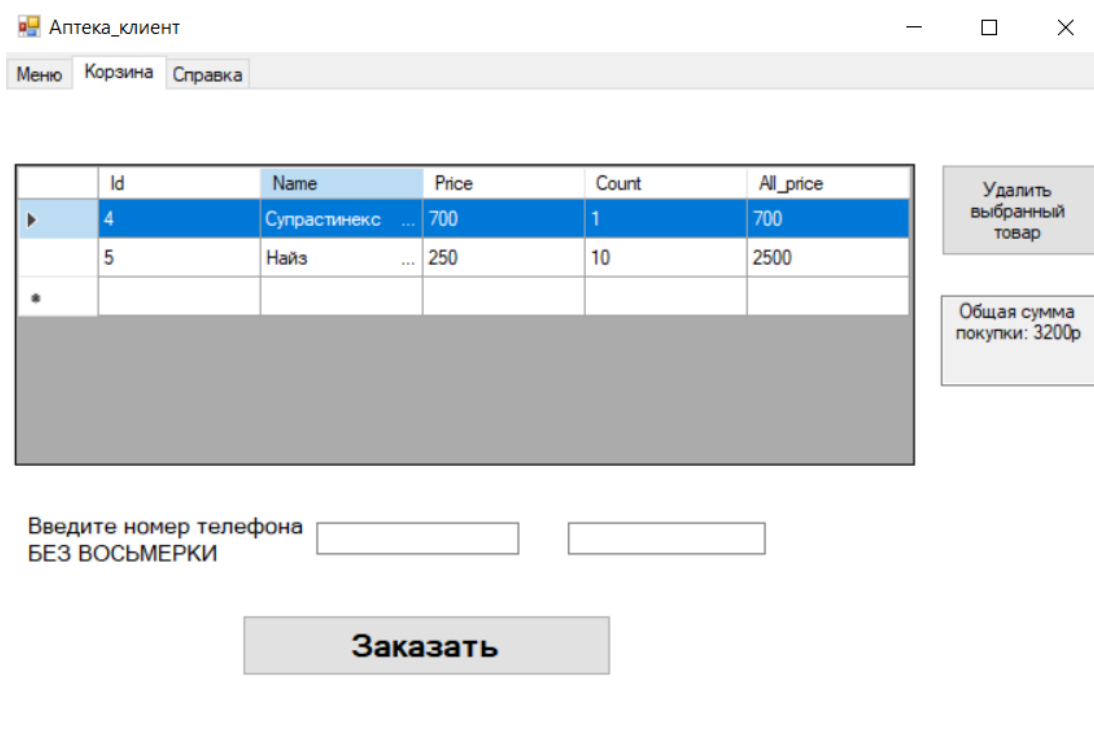 Аптека_клиент
Меню Корзина Справка
Id Name Price Count All_price
4 Супрастинекс ... 700 1 700
5 Найз ... 250 10 2500
Удалить
выбранный
товар
Общая сумма
покупки: 3200р
Введите номер телефона
БЕЗ ВОСЬМЕРКИ
Заказать